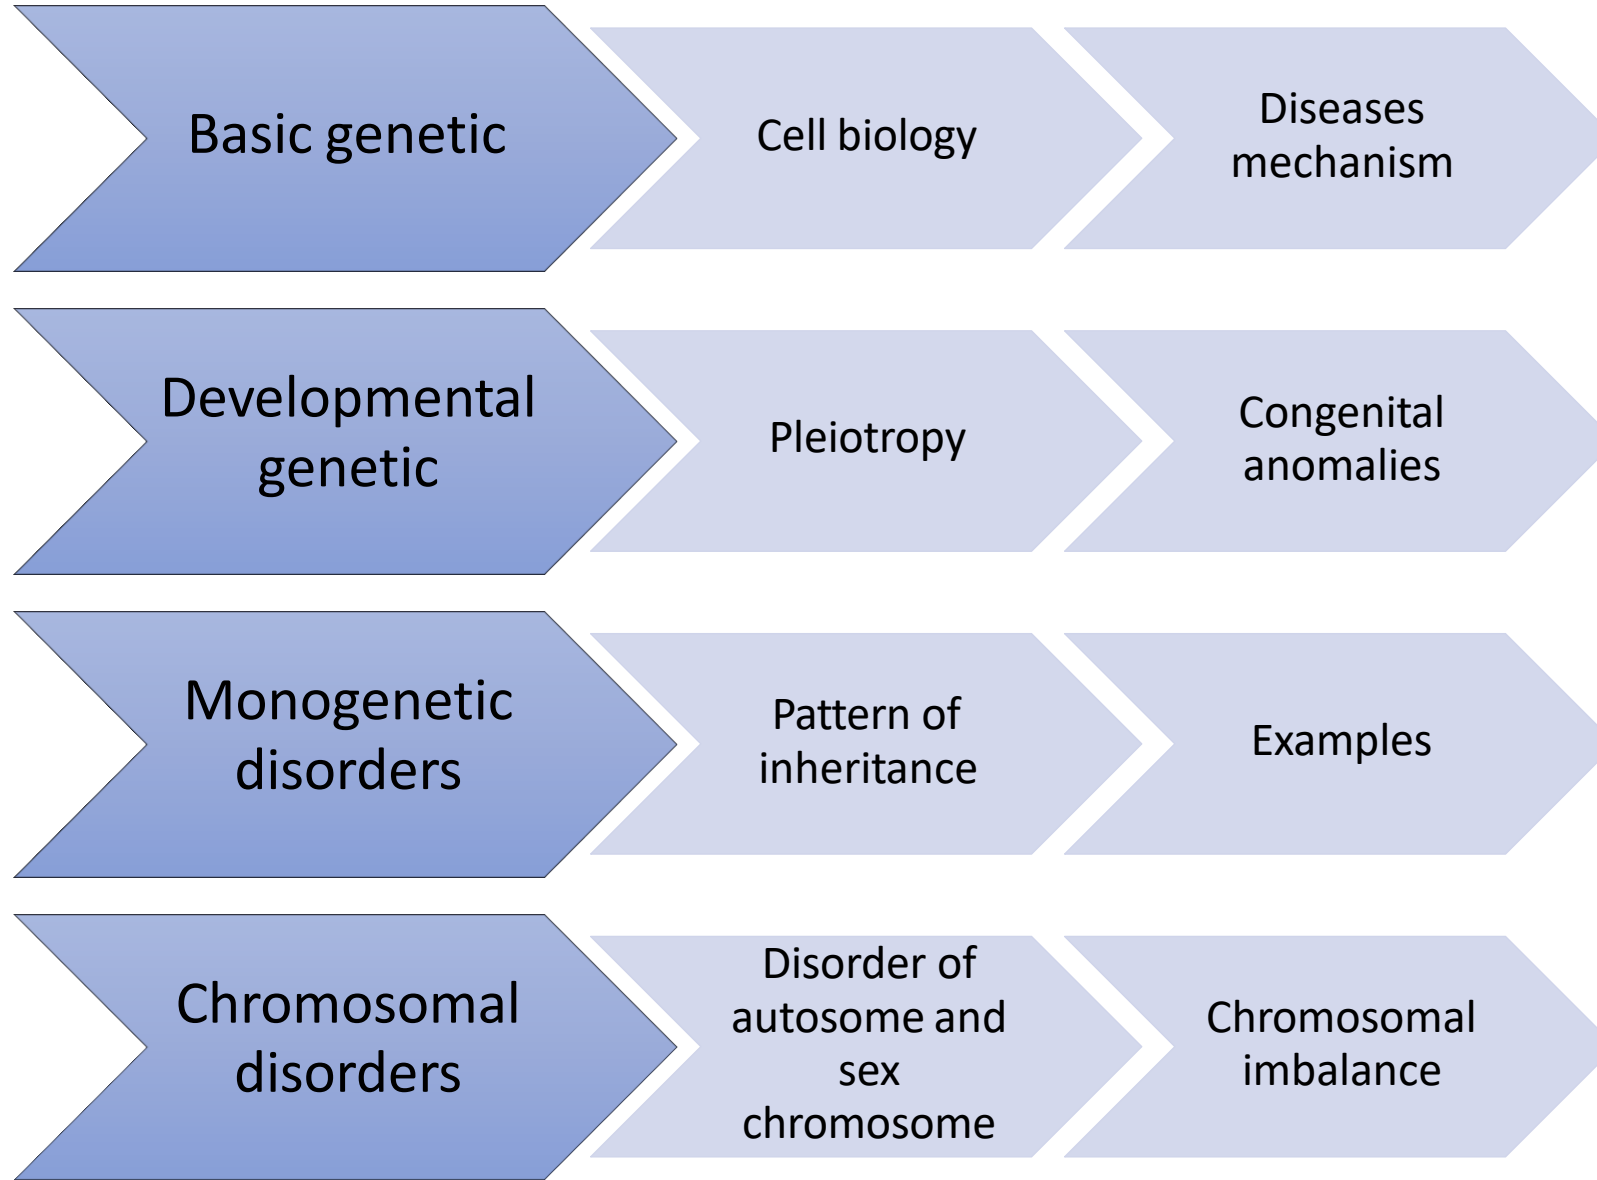 Basic genetic
Cell biology
Diseases
mechanism
Developmental
genetic
Pleiotropy
Congenital
anomalies
Monogenetic
disorders
Pattern of
inheritance
Examples
Chromosomal
disorders
Disorder of
autosome and
sex
chromosome
Chromosomal
imbalance